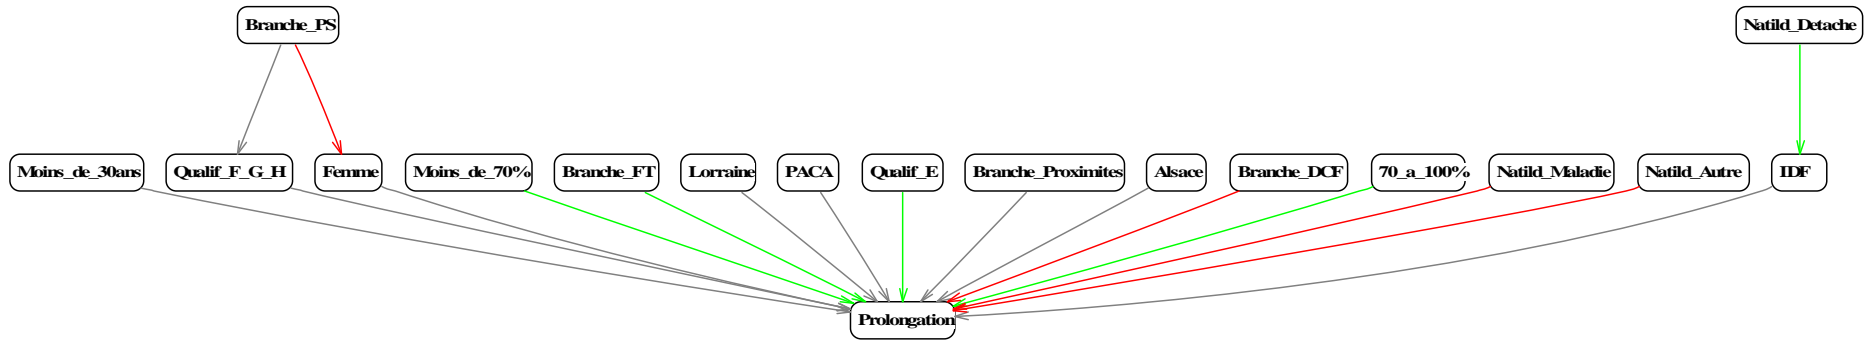 Branche_PS
Natild_Detache
Moins_de_30ans
Qualif_F_G_H
Femme
Moins_de_70%
Branche_FT
Lorraine
PACA
Qualif_E
Branche_Proximites
Alsace
Branche_DCF
70_a_100%
Natild_Maladie
Natild_Autre
IDF
Prolongation